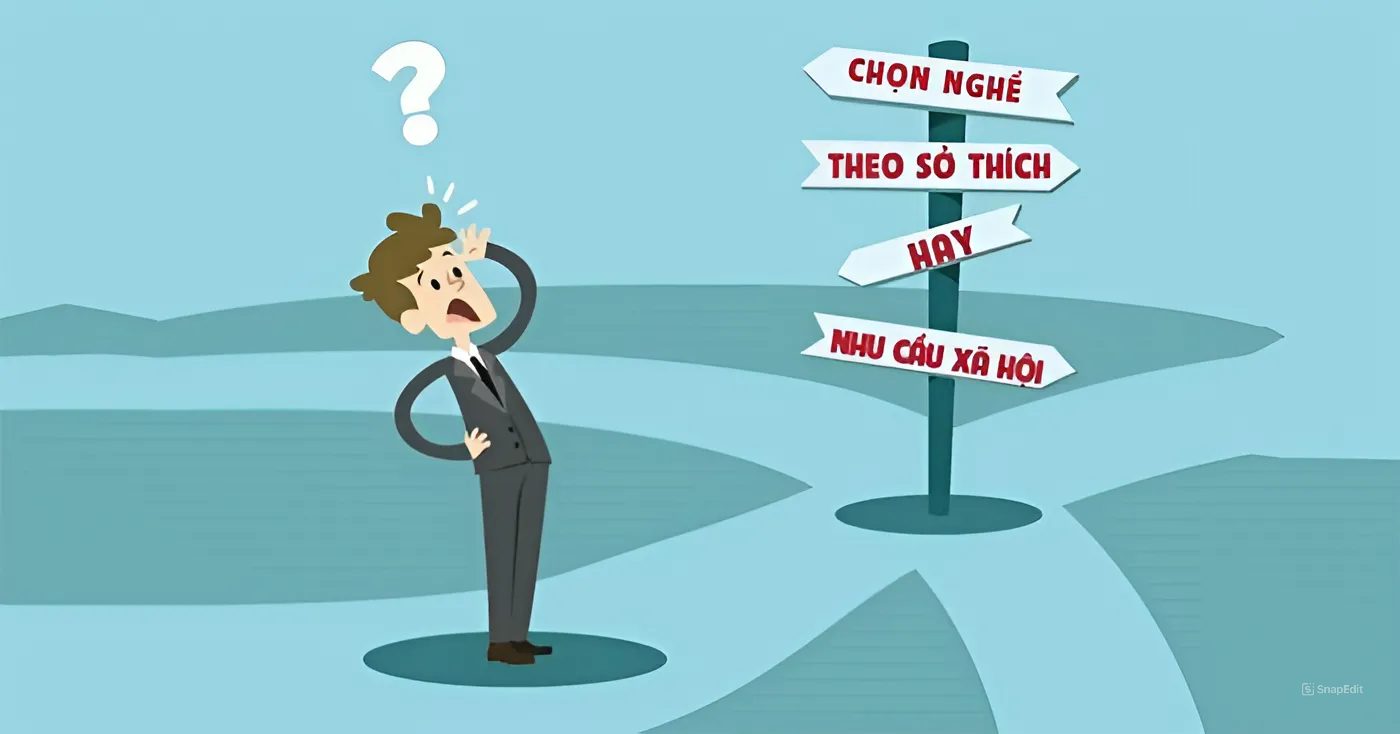 CHỌN NGHỀ
THEO SỞ THÍCH
HAY
NHU CẦU XÃ HỘI
SnapEdit